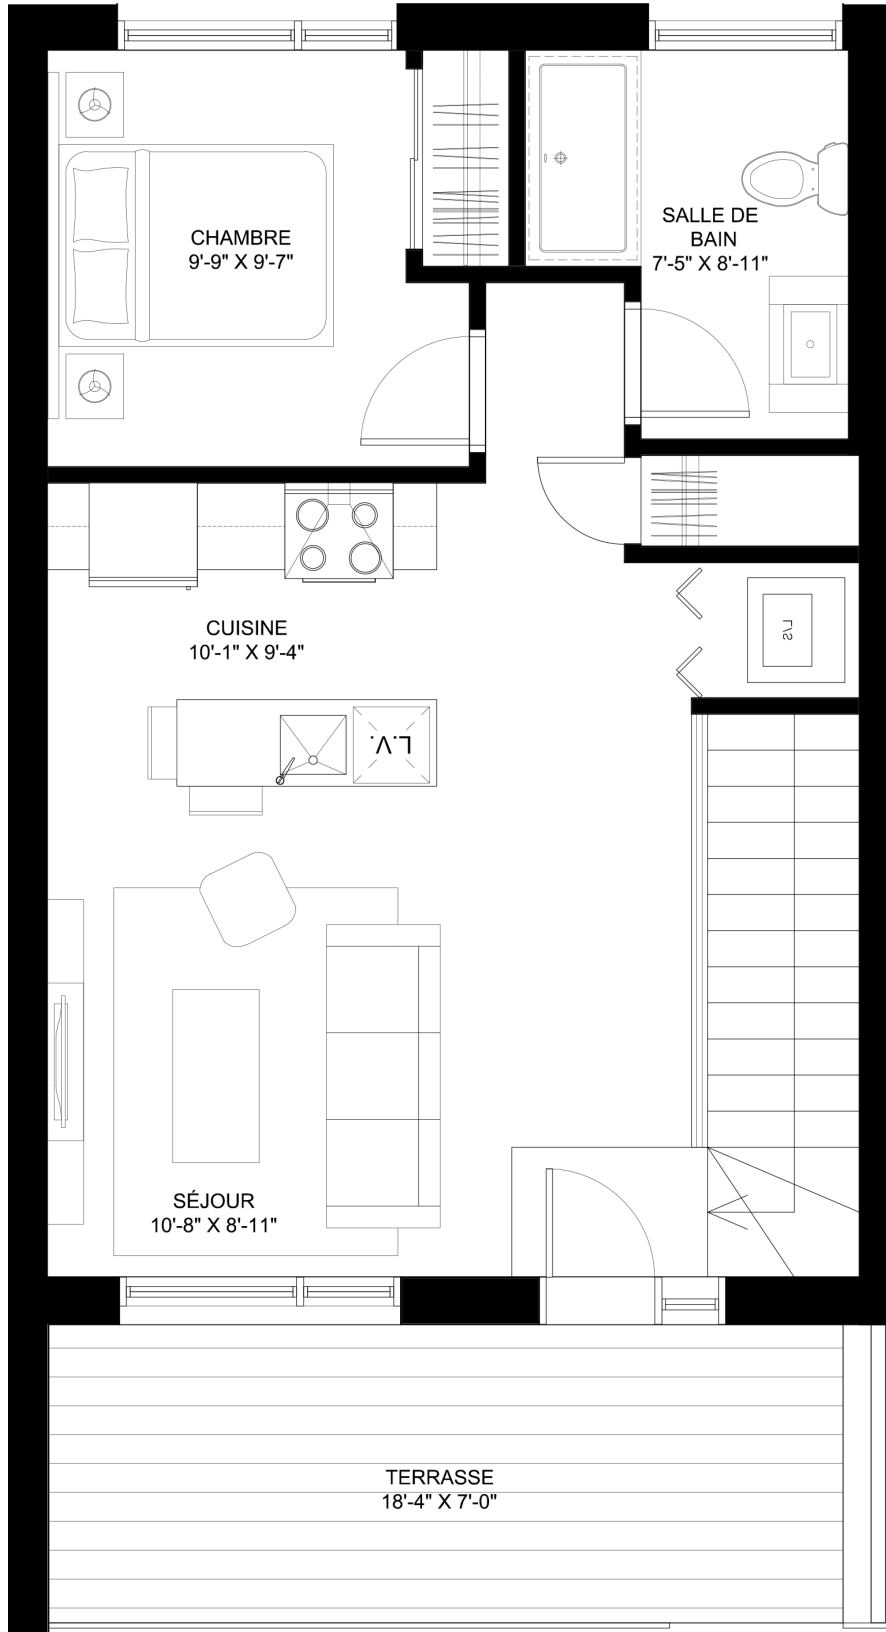 CHAMBRE
9'-9" X 9'-7"
SALLE DE
BAIN
7'-5" X 8'-11"
CUISINE
10'-1" X 9'-4"
L/S
L.V.
SÉJOUR
10'-8" X 8'-11"
TERRASSE
18'-4" X 7'-0"